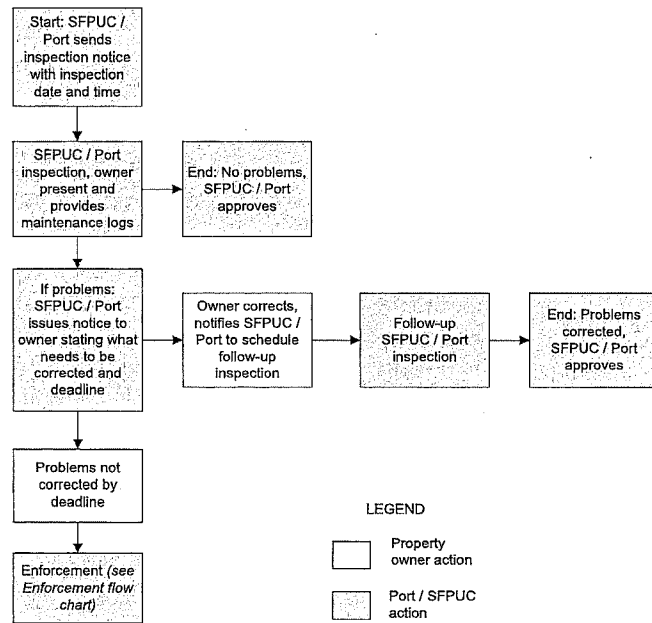 Start: SFPUC /
Port sends
inspection notice
with inspection
date and time
SFPUC / Port
inspection, owner
present and
provides
maintenance logs
End: No problems,
SFPUC / Port
approves
If problems:
SFPUC / Port
issues notice to
owner stating what
needs to be
corrected and
deadline
Owner corrects,
notifies SFPUC /
Port to schedule
follow-up
inspection
Follow-up
SFPUC / Port
inspection
End: Problems
corrected,
SFPUC / Port
approves
Problems not
corrected by
deadline
Enforcement (see
Enforcement flow
chart)
LEGEND
Property
owner action
Port / SFPUC
action